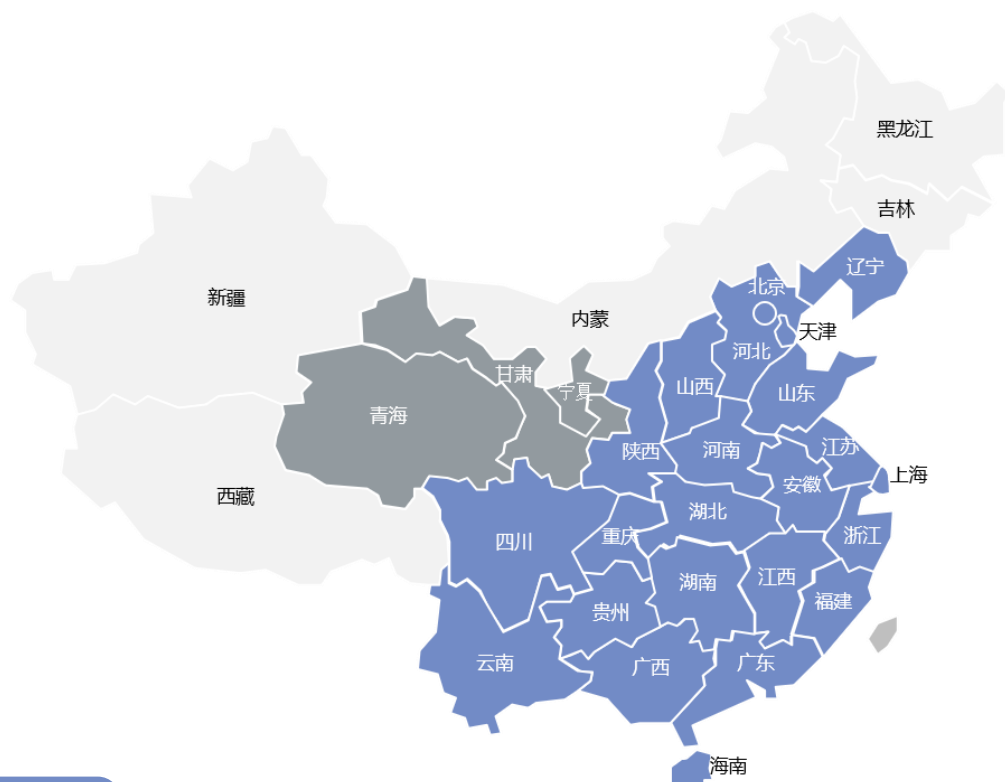 黑龙江
吉林
辽宁
新疆
北京
内蒙
天津
河北
甘肃
宁夏
山西
山东
青海
陕西
河南
江苏
上海
安徽
西藏
湖北
四川
重庆
浙江
江西
湖南
福建
贵州
云南
广西
广东
海南